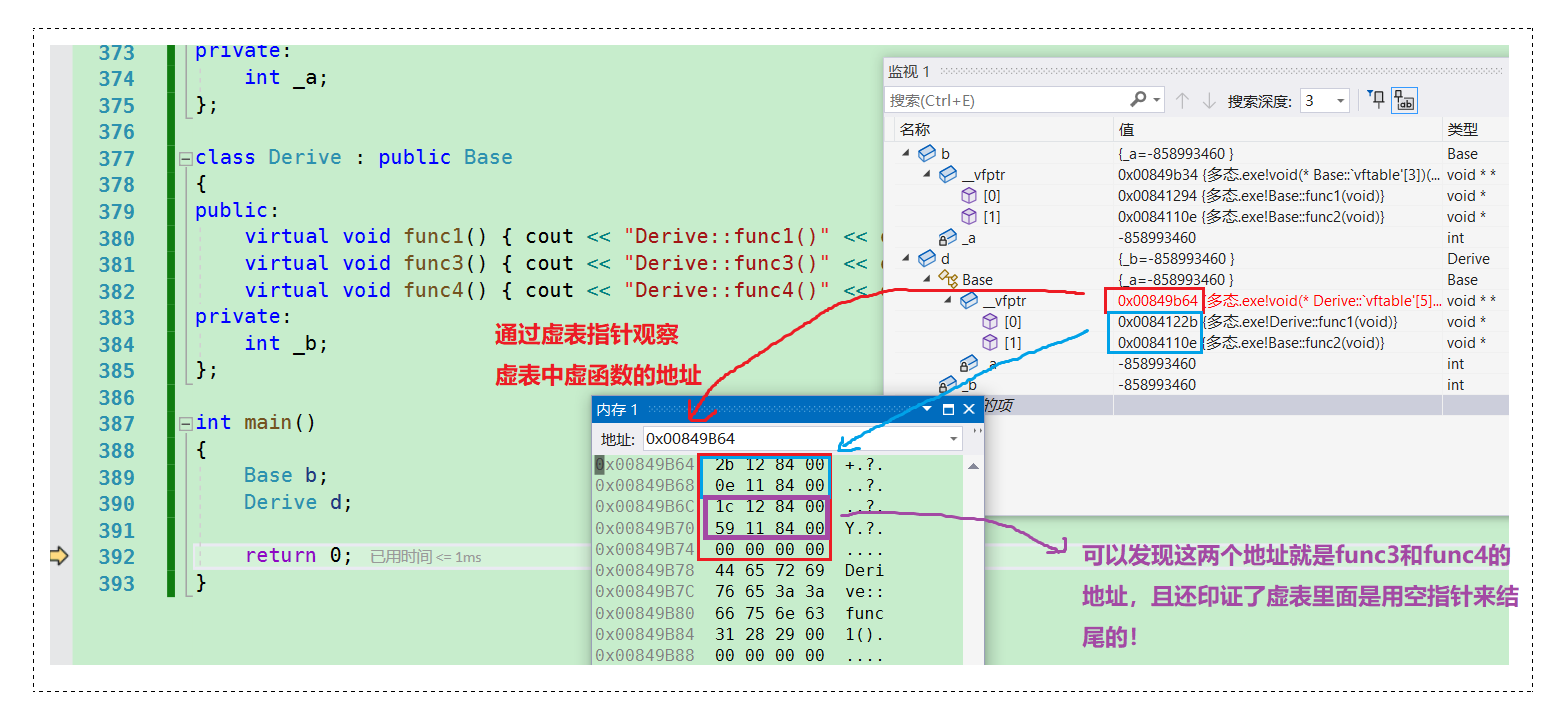 373 private:
374 int _a;
375 };
376
377 class Derive : public Base
378 {
379 public:
380 virtual void func1() { cout << "Derive::func1()" <<
381 virtual void func3() { cout << "Derive::func3()" <<
382 virtual void func4() { cout << "Derive::func4()" <<
383 private:
384 int _b;
385 };
386
387 int main()
388 {
389 Base b;
390 Derive d;
391
392 return 0; 已用时间 <= 1ms
393 }
通过虚表指针观察
虚表中虚函数的地址
监视 1
搜索(Ctrl+E) 搜索深度: 3
名称 值 类型
b {_a=-858993460 } Base
__vfptr 0x00849b34 {多态.exe!void(* Base::`vftable'[3])(... void * *
[0] 0x00841294 {多态.exe!Base::func1(void)} void *
[1] 0x0084110e {多态.exe!Base::func2(void)} void *
_a -858993460 int
d {_b=-858993460 } Derive
Base {_a=-858993460 } Base
__vfptr 0x00849b64 {多态.exe!void(* Derive::`vftable'[5]... void * *
[0] 0x0084122b {多态.exe!Derive::func1(void)} void *
[1] 0x0084110e {多态.exe!Base::func2(void)} void *
_a -858993460 int
_b -858993460 int
的项
内存 1
地址: 0x00849B64
0x00849B64 2b 12 84 00 +.?.
0x00849B68 0e 11 84 00 ..?.
0x00849B6C 1c 12 84 00 ..?.
0x00849B70 59 11 84 00 Y.?.
0x00849B74 00 00 00 00 ....
0x00849B78 44 65 72 69 Deri
0x00849B7C 76 65 3a 3a ve::
0x00849B80 66 75 6e 63 func
0x00849B84 31 28 29 00 1().
0x00849B88 00 00 00 00 ....
可以发现这两个地址就是func3和func4的
地址，且还印证了虚表里面是用空指针来结
尾的！